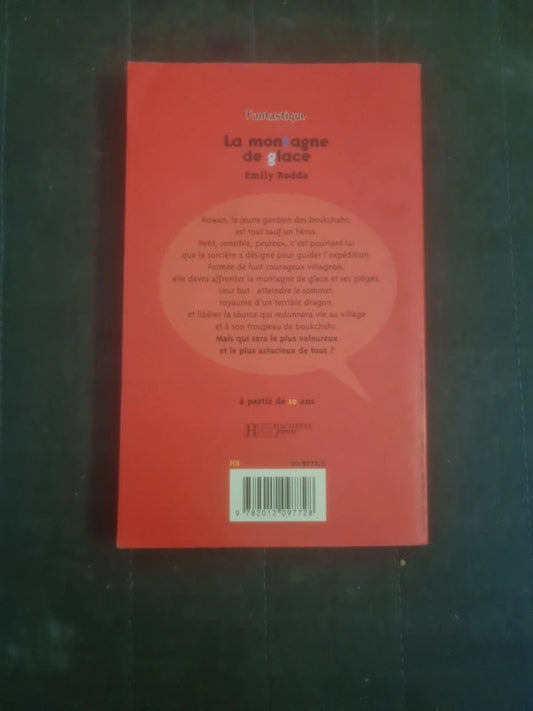 Fantastique
La montagne
de glace
Emily Rodda
Rowan, le jeune gardien des boukchahs,
est tout sauf un héros.
Petit, sensible, peureux, c'est pourtant lui
que la sorcière a désigné pour guider l'expédition.
Formée de huit courageux villageois,
elle devra affronter la montagne de glace et ses pièges.
Leur but : atteindre le sommet,
royaume d'un terrible dragon,
et libérer la source qui redonnera vie au village
et à son troupeau de boukchahs.
Mais qui sera le plus valeureux
et le plus astucieux de tous ?
à partir de 10 ans
H HACHETTE
Jeunesse
HB
9 782012 097728